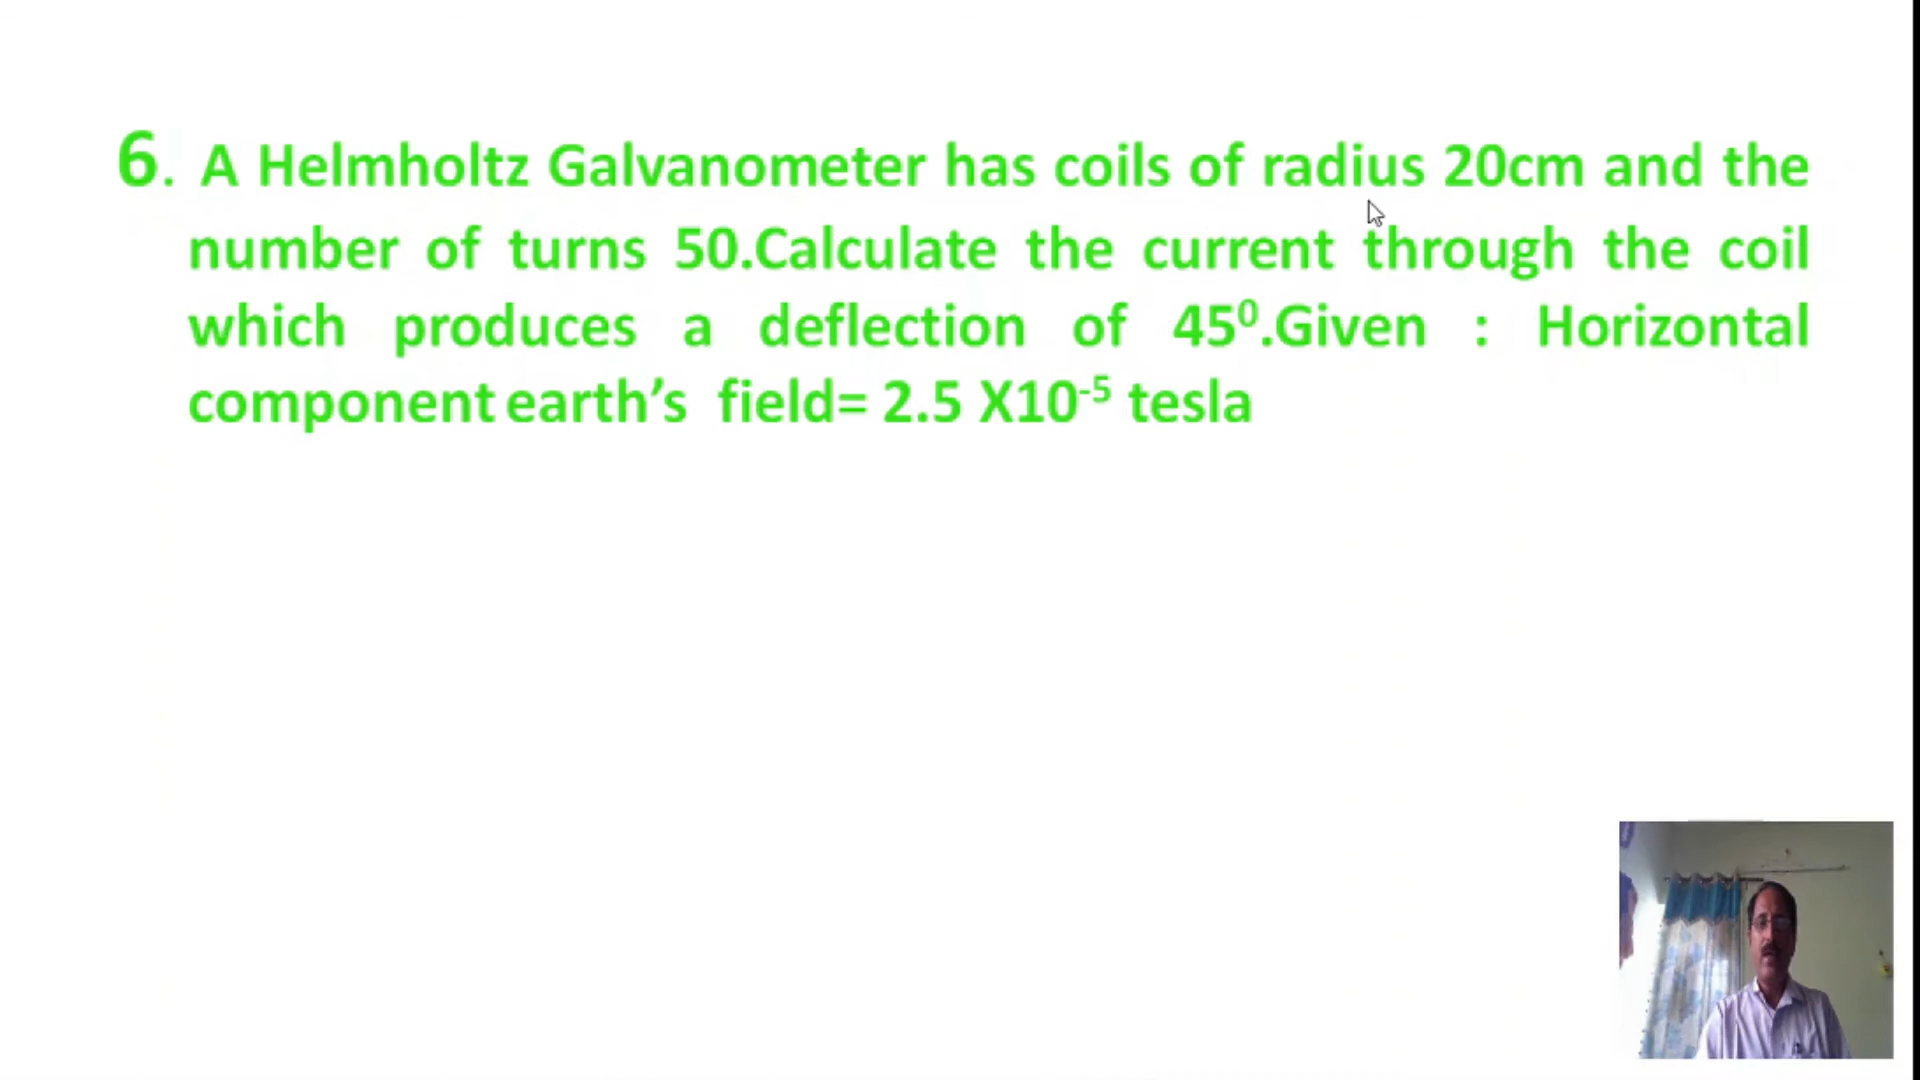 6. A Helmholtz Galvanometer has coils of radius 20cm and the
number of turns 50.Calculate the current through the coil
which produces a deflection of 45⁰.Given : Horizontal
component earth’s field= 2.5 X10⁻⁵ tesla